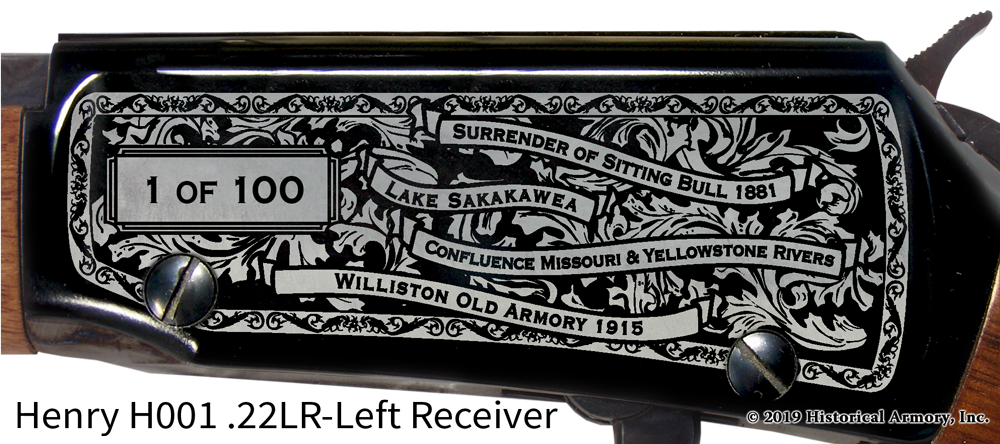 Surrender of Sitting Bull 1881
1 of 100
Lake Sakakawea
Confluence Missouri & Yellowstone Rivers
Williston Old Armory 1915
Henry H001 .22LR-Left Receiver
© 2019 Historical Armory, Inc.